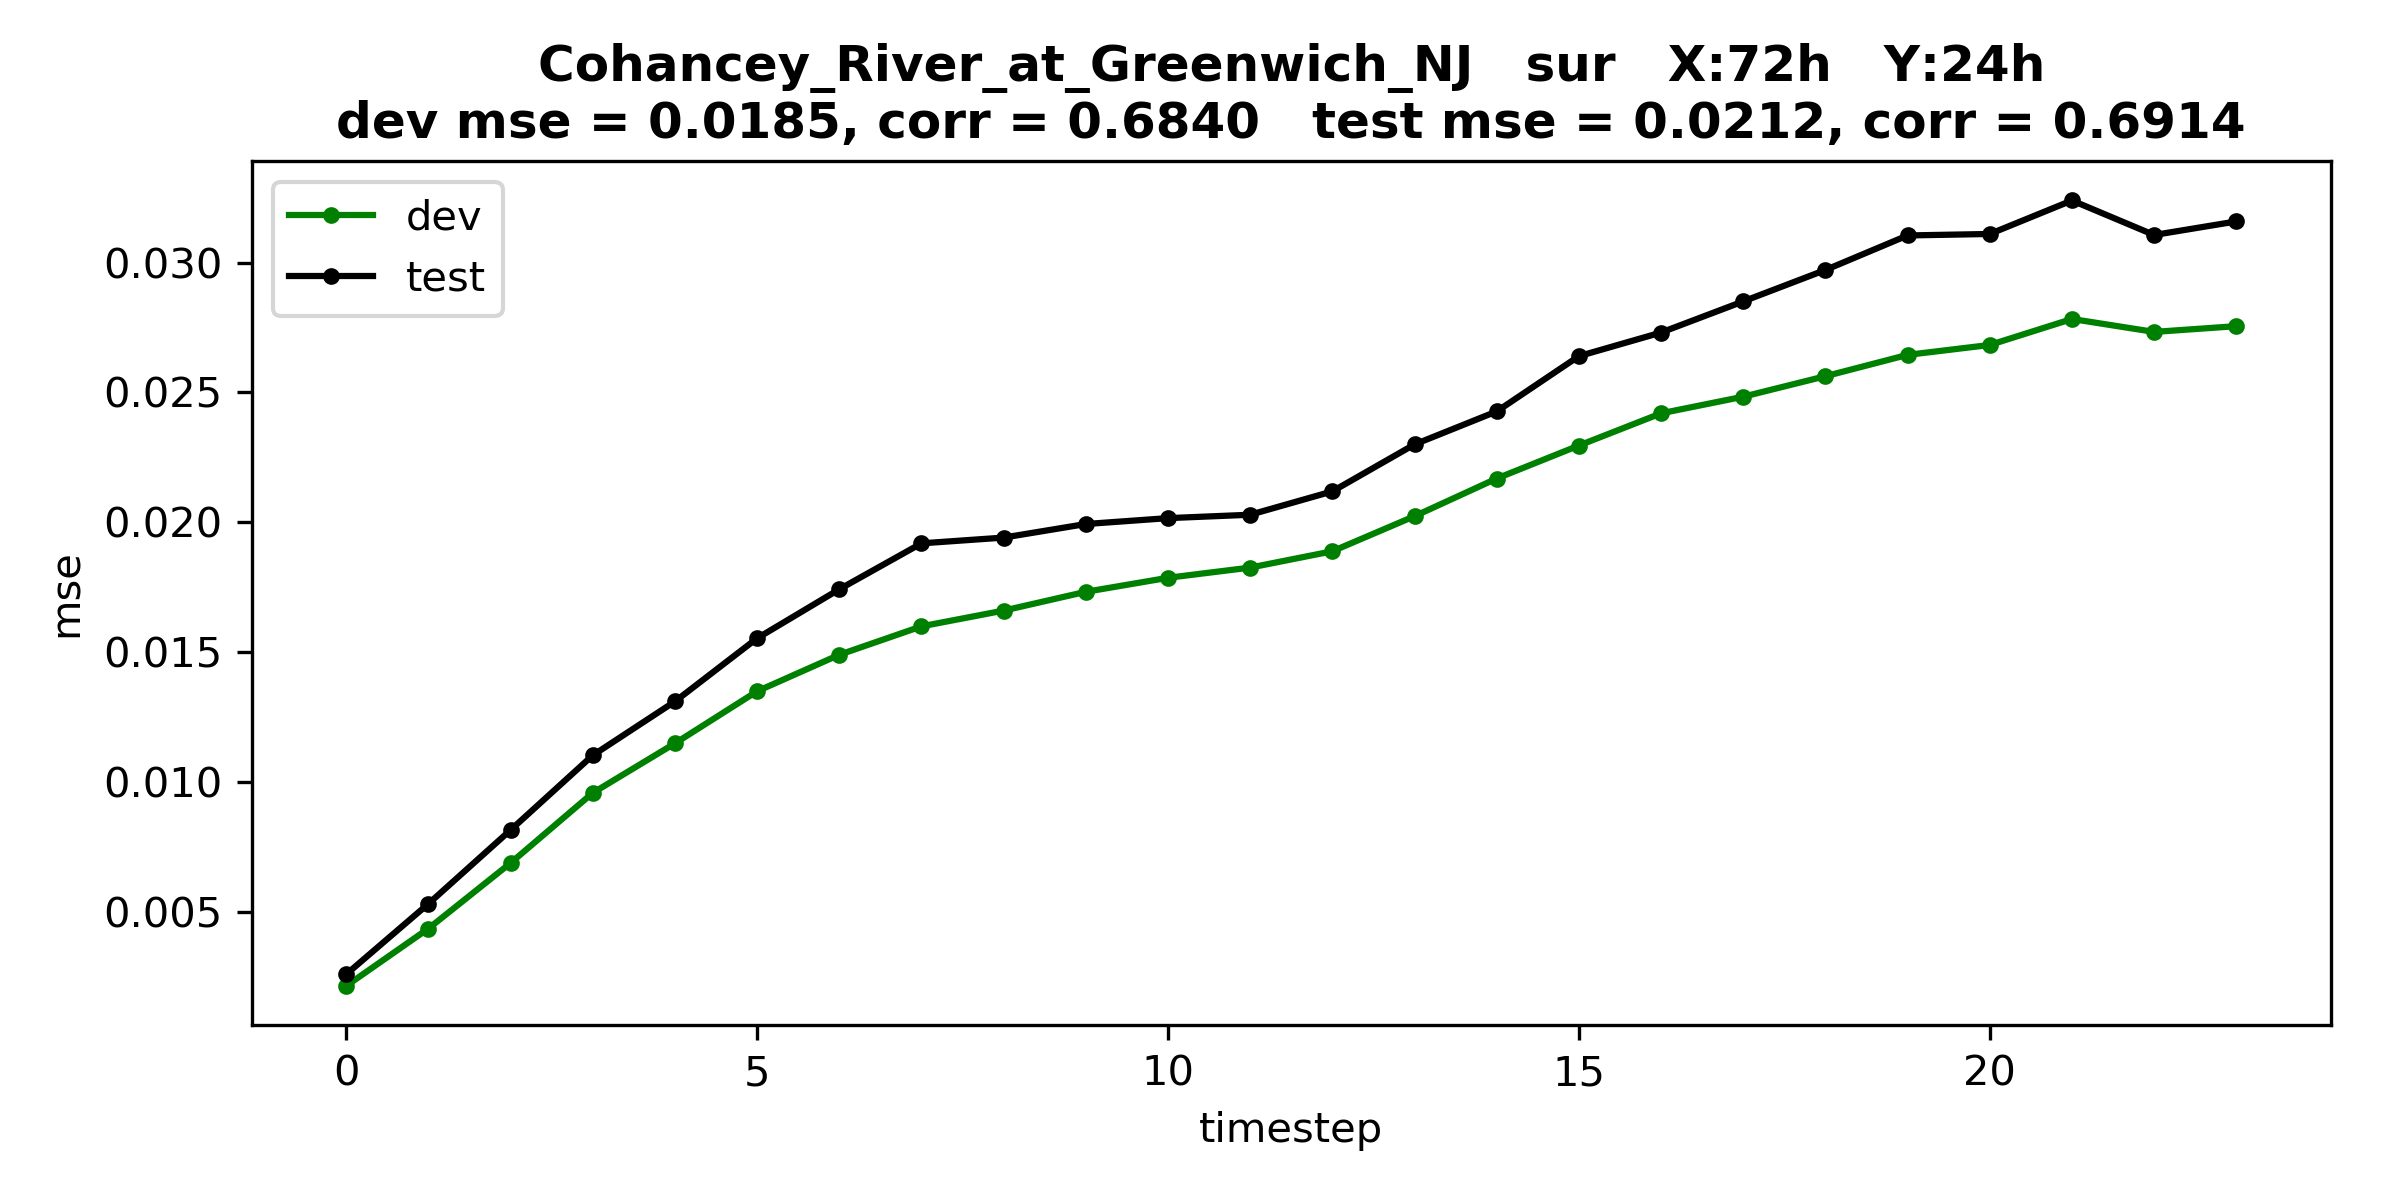 Cohancey_River_at_Greenwich_NJ   sur   X:72h   Y:24h
dev mse = 0.0185, corr = 0.6840   test mse = 0.0212, corr = 0.6914
dev
test
0.030
0.025
0.020
0.015
0.010
0.005
mse
0 5 10 15 20
timestep